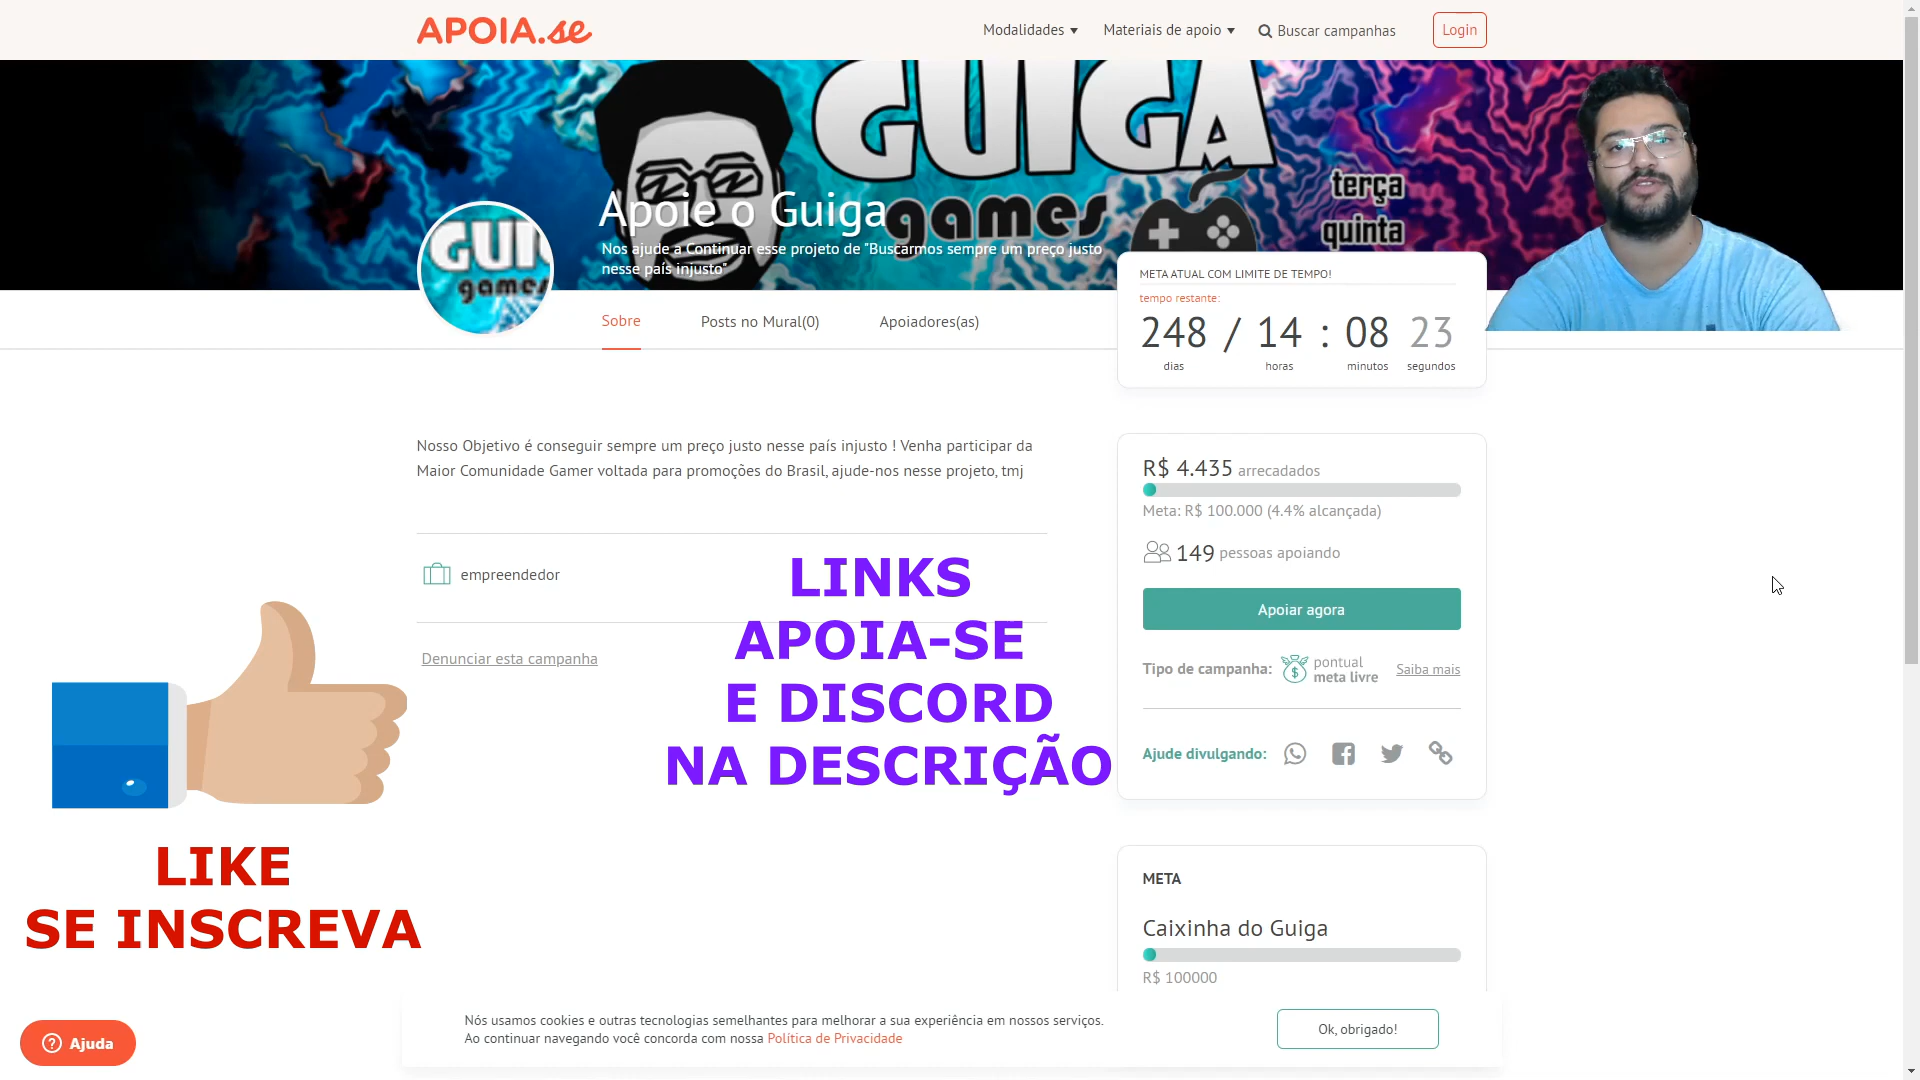 APOIA.se
Modalidades
Materiais de apoio
Buscar campanhas
Login
GUIGA
games
terça
quinta
Apoie o Guiga
Nos ajude a Continuar esse projeto de "Buscarmos sempre um preço justo
nesse país injusto"
GUI
games
Sobre
Posts no Mural(0)
Apoiadores(as)
META ATUAL COM LIMITE DE TEMPO!
tempo restante:
248 / 14 : 08 23
dias horas minutos segundos
Nosso Objetivo é conseguir sempre um preço justo nesse país injusto ! Venha participar da
Maior Comunidade Gamer voltada para promoções do Brasil, ajude-nos nesse projeto, tmj
empreendedor
Denunciar esta campanha
LINKS
APOIA-SE
E DISCORD
NA DESCRIÇÃO
LIKE
SE INSCREVA
R$ 4.435 arrecadados
Meta: R$ 100.000 (4.4% alcançada)
149 pessoas apoiando
Apoiar agora
Tipo de campanha:
pontual
meta livre
Saiba mais
Ajude divulgando:
META
Caixinha do Guiga
R$ 100000
Nós usamos cookies e outras tecnologias semelhantes para melhorar a sua experiência em nossos serviços.
Ao continuar navegando você concorda com nossa Política de Privacidade
Ok, obrigado!
Ajuda